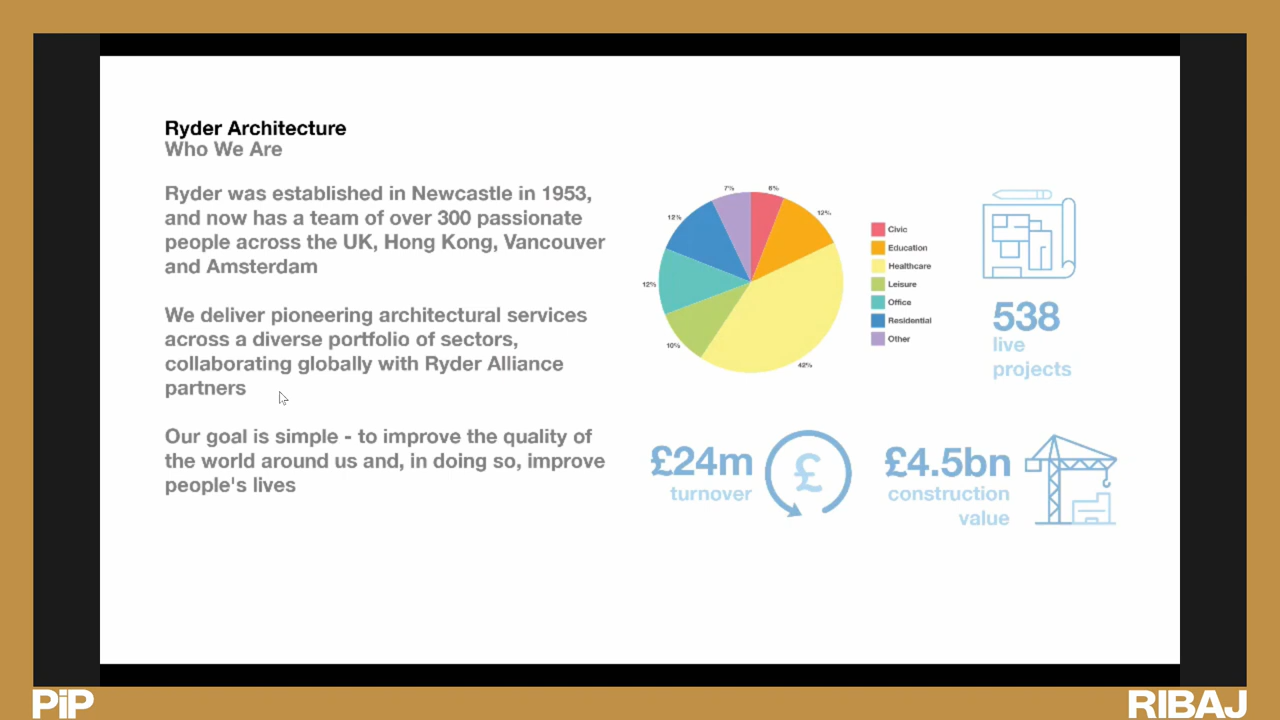 Ryder Architecture
Who We Are
Ryder was established in Newcastle in 1953,
and now has a team of over 300 passionate
people across the UK, Hong Kong, Vancouver
and Amsterdam
We deliver pioneering architectural services
across a diverse portfolio of sectors,
collaborating globally with Ryder Alliance
partners
Our goal is simple - to improve the quality of
the world around us and, in doing so, improve
people's lives
7%
12%
12%
12%
10%
42%
Civic
Education
Healthcare
Leisure
Office
Residential
Other
538
live
projects
£24m
turnover
£
£4.5bn
construction
value
PiP
RIBAJ